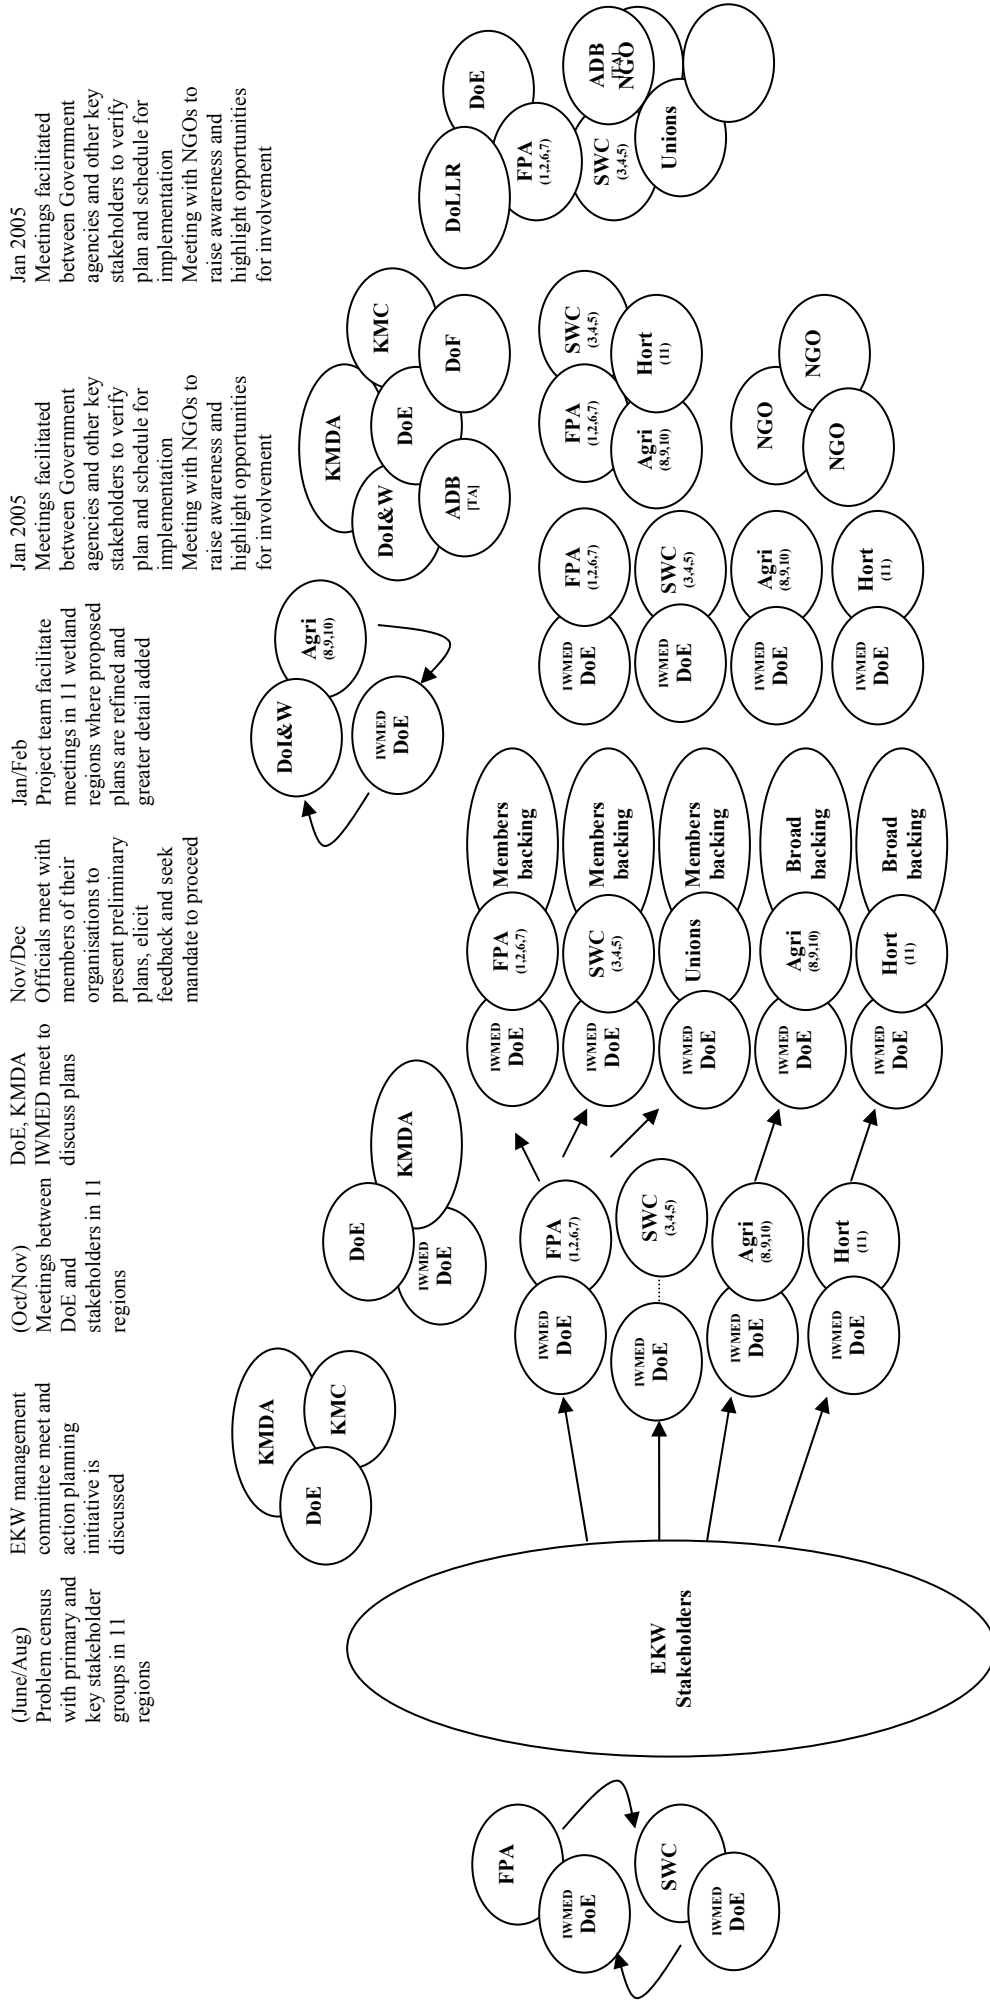 (June/Aug)
Problem census
with primary and
key stakeholder
groups in 11
regions
EKW management
committee meet and
action planning
initiative is
discussed
(Oct/Nov)
Meetings between
DoE and
stakeholders in 11
regions
DoE, KMDA
IWMED meet to
discuss plans
Nov/Dec
Officials meet with
members of their
organisations to
present preliminary
plans, elicit
feedback and seek
mandate to proceed
Jan/Feb
Project team facilitate
meetings in 11 wetland
regions where proposed
plans are refined and
greater detail added
Jan 2005
Meetings facilitated
between Government
agencies and other key
stakeholders to verify
plan and schedule for
implementation
Meeting with NGOs to
raise awareness and
highlight opportunities
for involvement
Jan 2005
Meetings facilitated
between Government
agencies and other key
stakeholders to verify
plan and schedule for
implementation
Meeting with NGOs to
raise awareness and
highlight opportunities
for involvement
FPA
IWMED
DoE
SWC
IWMED
DoE
EKW
Stakeholders
KMDA
DoE
KMC
DoE
KMDA
IWMED
DoE
IWMED
DoE
FPA
(1,2,6,7)
IWMED
DoE
SWC
(3,4,5)
IWMED
DoE
Agri
(8,9,10)
IWMED
DoE
Hort
(11)
IWMED
DoE
FPA
(1,2,6,7)
Members
backing
IWMED
DoE
SWC
(3,4,5)
Members
backing
IWMED
DoE
Unions
Members
backing
IWMED
DoE
Agri
(8,9,10)
Broad
backing
IWMED
DoE
Hort
(11)
Broad
backing
DoI&W
Agri
(8,9,10)
IWMED
DoE
IWMED
DoE
FPA
(1,2,6,7)
IWMED
DoE
SWC
(3,4,5)
IWMED
DoE
Agri
(8,9,10)
IWMED
DoE
Hort
(11)
KMDA
KMC
DoI&W
DoE
DoF
ADB
[TA]
FPA
(1,2,6,7)
SWC
(3,4,5)
Agri
(8,9,10)
Hort
(11)
NGO
NGO
NGO
DoLLR
DoE
FPA
(1,2,6,7)
SWC
(3,4,5)
ADB
[TA]
NGO
Unions